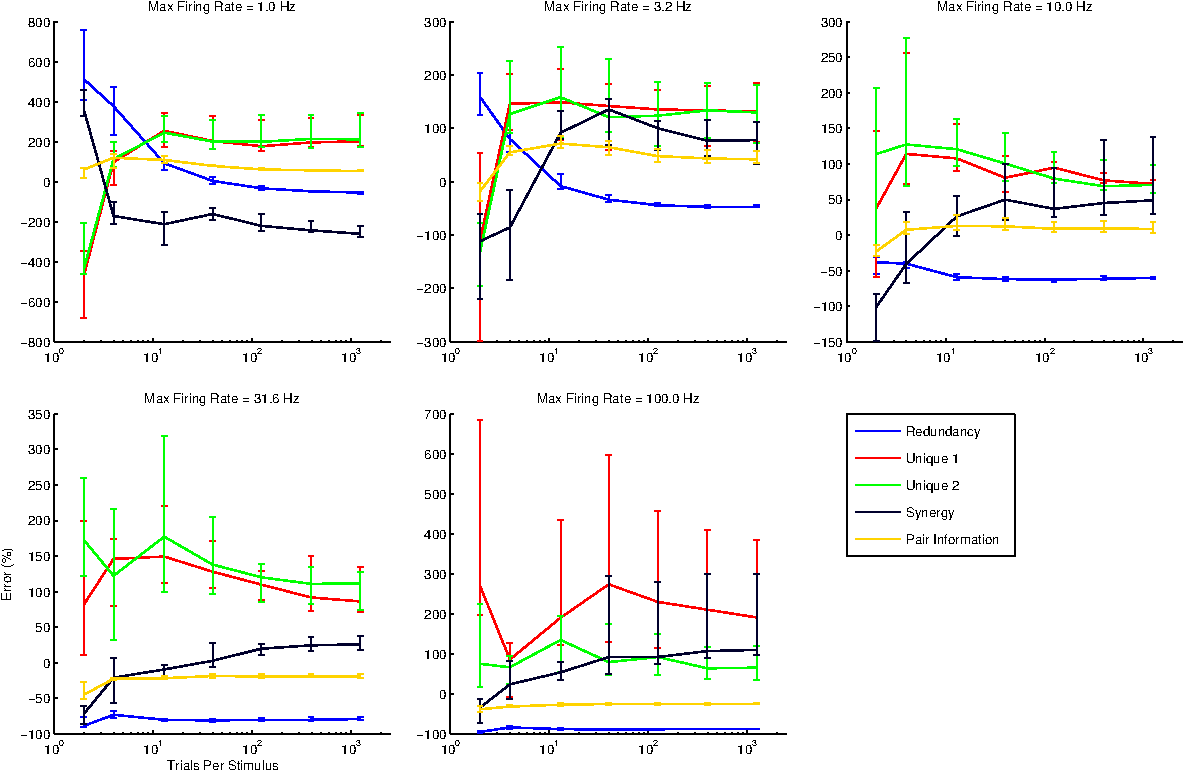 Max Firing Rate = 1.0 Hz
800
600
400
200
0
−200
−400
−600
−800
10^0 10^1 10^2 10^3
Max Firing Rate = 3.2 Hz
300
200
100
0
−100
−200
−300
10^0 10^1 10^2 10^3
Max Firing Rate = 10.0 Hz
300
250
200
150
100
50
0
−50
−100
−150
10^0 10^1 10^2 10^3
Max Firing Rate = 31.6 Hz
350
300
250
200
150
100
50
0
−50
−100
Error (%)
10^0 10^1 10^2 10^3
Trials Per Stimulus
Max Firing Rate = 100.0 Hz
700
600
500
400
300
200
100
0
−100
10^0 10^1 10^2 10^3
Redundancy
Unique 1
Unique 2
Synergy
Pair Information